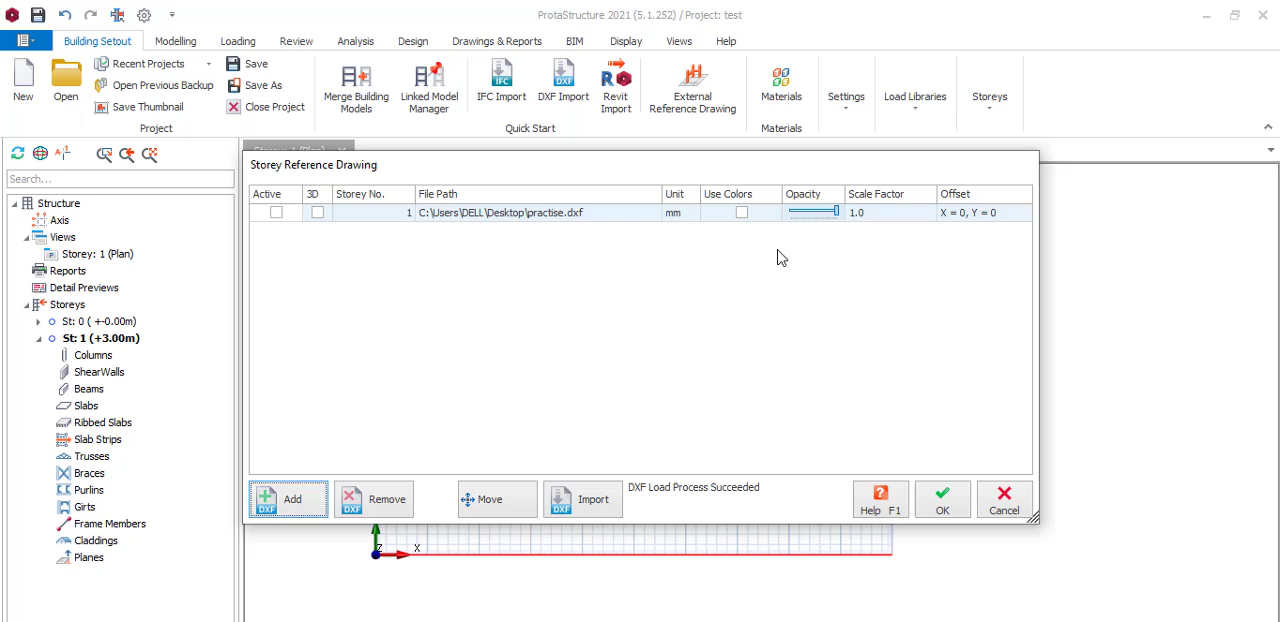 ProtaStructure 2021 (5.1.252) / Project: test
Building Setout Modelling Loading Review Analysis Design Drawings & Reports BIM Display Views Help
New
Open
Recent Projects
Open Previous Backup
Save Thumbnail
Save
Save As
Close Project
Project
Merge Building
Models
Linked Model
Manager
IFC Import
DXF Import
Revit
Import
External
Reference Drawing
Quick Start
Materials
Materials
Settings
Load Libraries
Storeys
Search...
Structure
Axis
Views
Storey: 1 (Plan)
Reports
Detail Previews
Storeys
St: 0 ( +-0.00m)
St: 1 (+3.00m)
Columns
ShearWalls
Beams
Slabs
Ribbed Slabs
Slab Strips
Trusses
Braces
Purlins
Girts
Frame Members
Claddings
Planes
Storey: 1 (Plan)
Storey Reference Drawing
Active 3D Storey No. File Path Unit Use Colors Opacity Scale Factor Offset
1 C:\Users\DELL\Desktop\practise.dxf mm 1.0 X = 0, Y = 0
Add
Remove
Move
Import
DXF Load Process Succeeded
Help F1
OK
Cancel
Z X